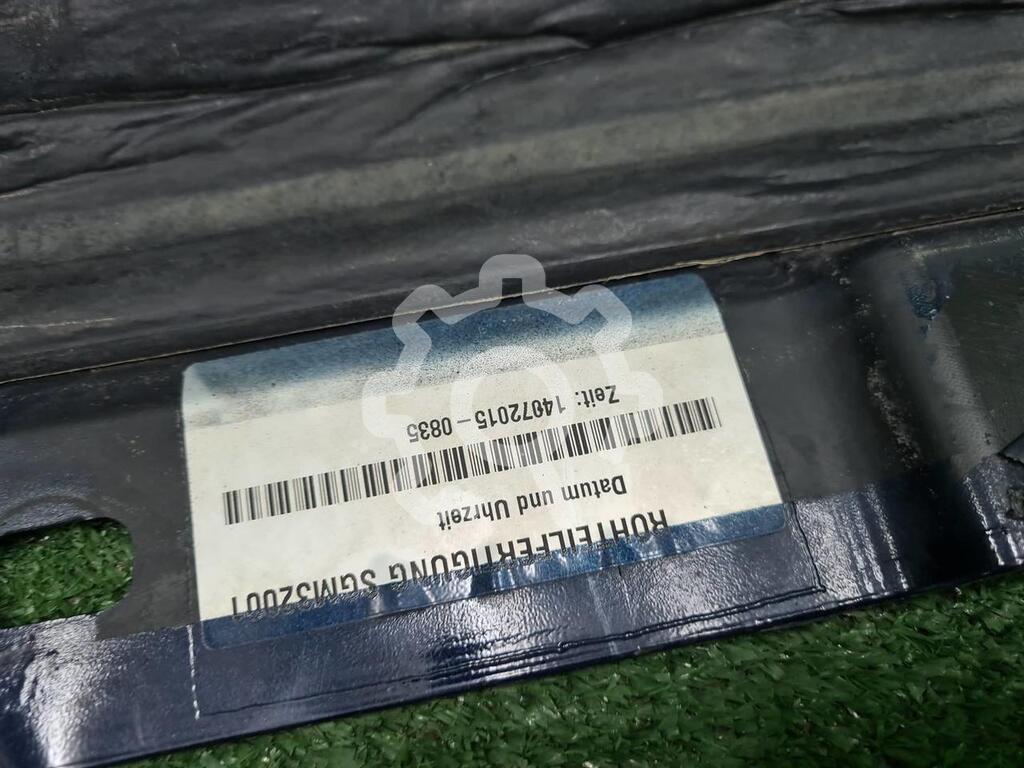 ROHTEILFERTIGUNG SGM32001
Datum und Uhrzeit
Zeit: 14072015 - 0835